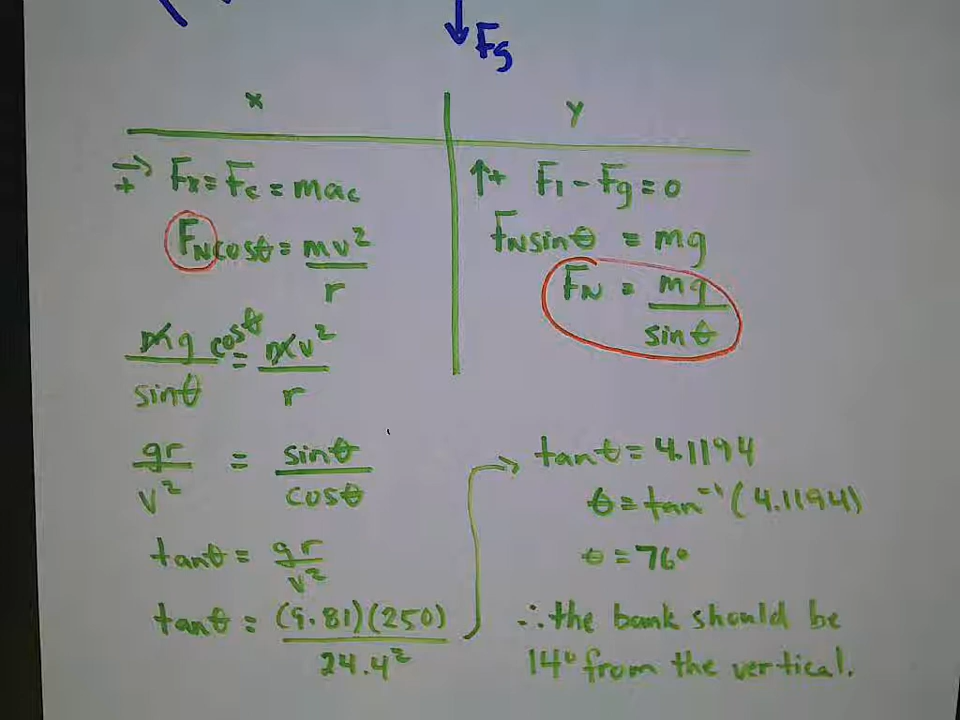 Fg
x
y
→+ Fx = Fc = mac
FN cosθ = mv²/r
mg/sinθ cosθ = mv²/r
gr/v² = sinθ/cosθ
tanθ = gr/v²
tanθ = (9.81)(250)/24.4²
↑+ F1 - Fg = 0
FN sinθ = mg
FN = mg/sinθ
tanθ = 4.1194
θ = tan⁻¹(4.1194)
θ = 76°
∴ the bank should be
14° from the vertical.